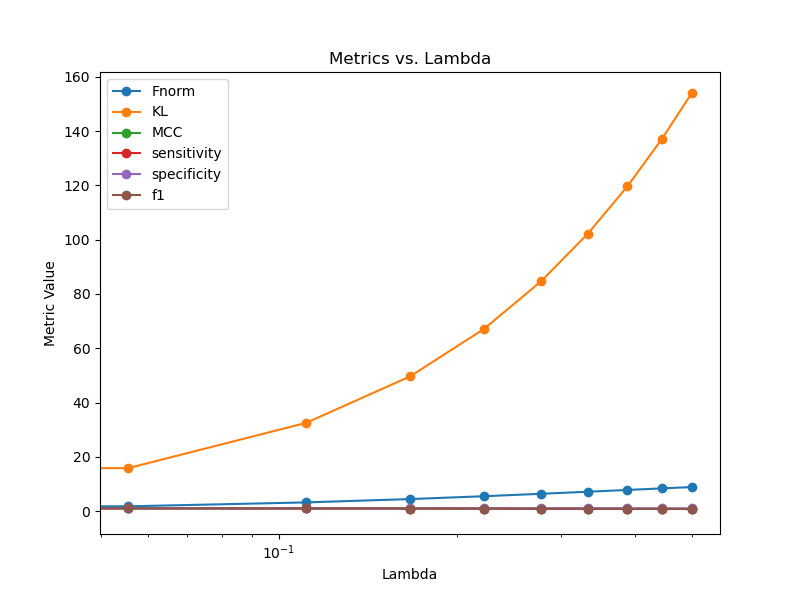 Metrics vs. Lambda
Fnorm
KL
MCC
sensitivity
specificity
f1
Metric Value
160
140
120
100
80
60
40
20
0
10⁻¹
Lambda